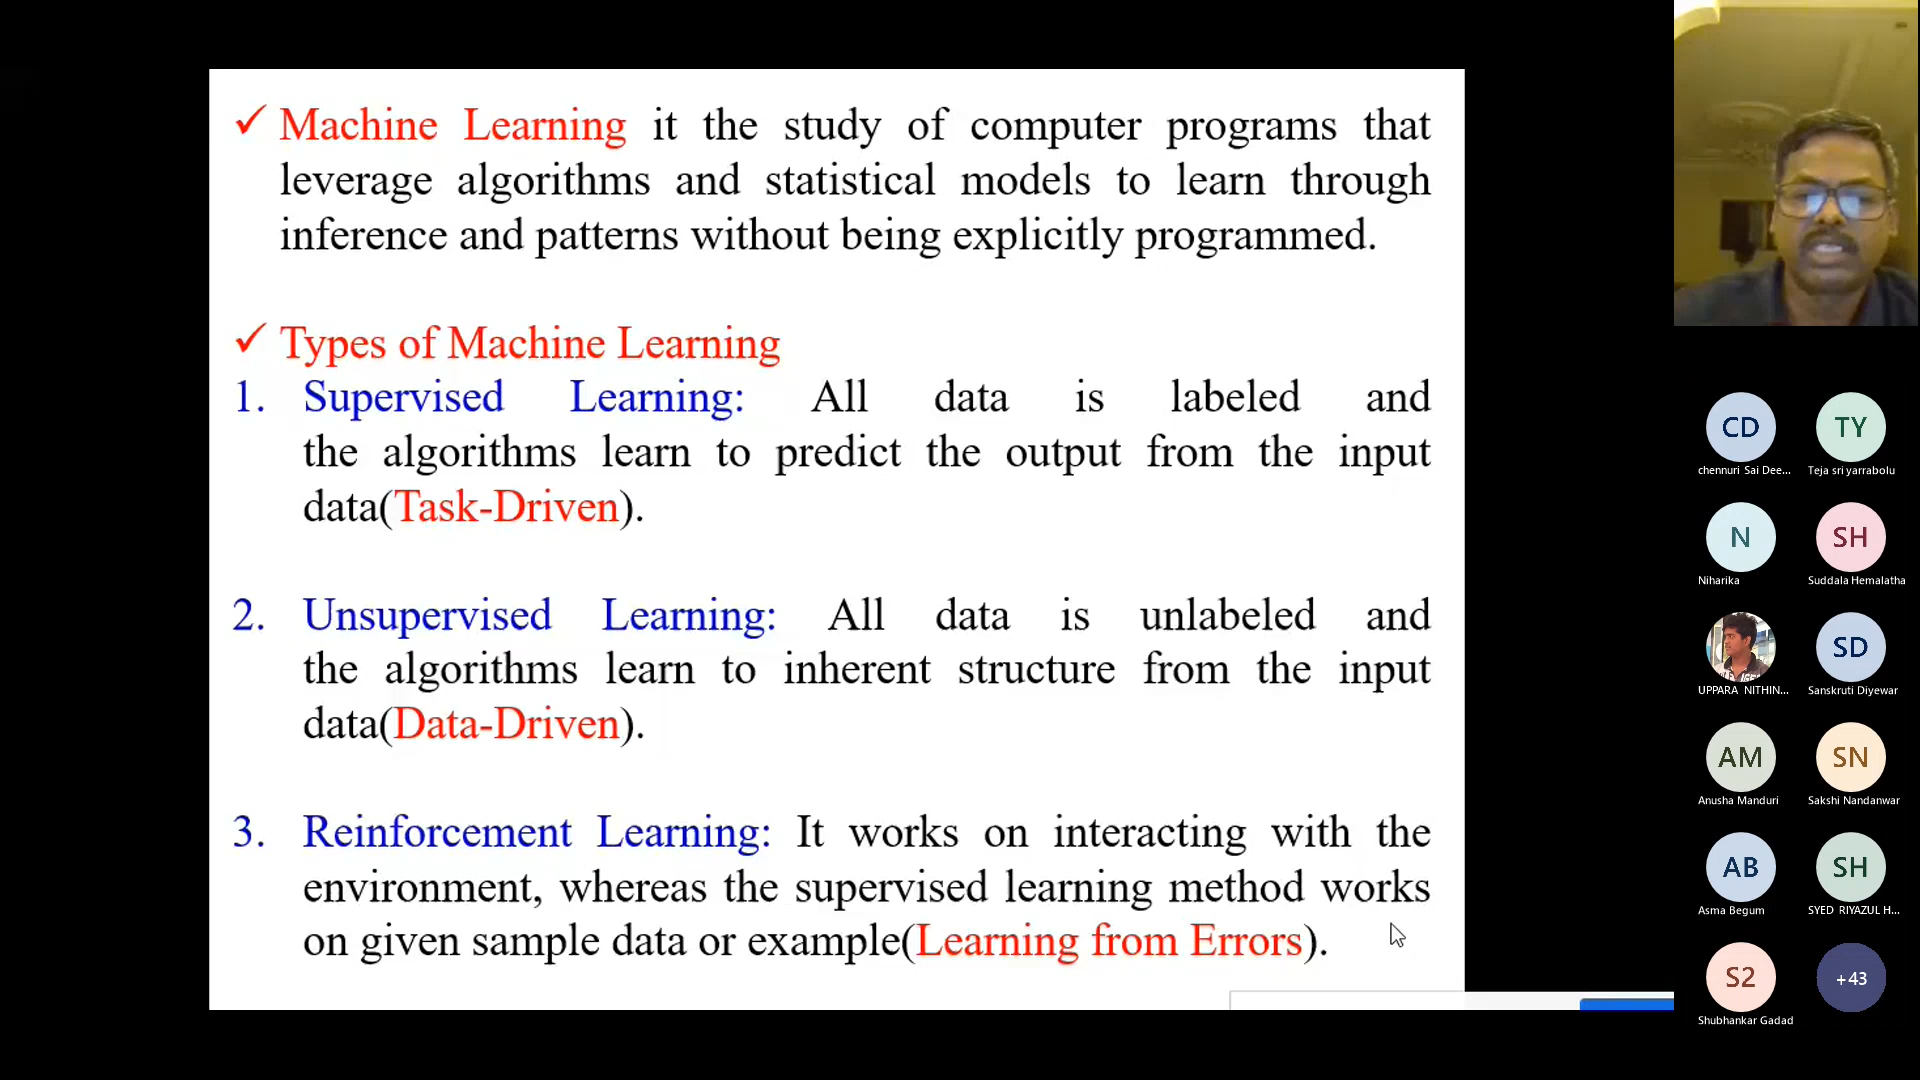 ✓ Machine Learning it the study of computer programs that
leverage algorithms and statistical models to learn through
inference and patterns without being explicitly programmed.
✓ Types of Machine Learning
1. Supervised Learning: All data is labeled and
the algorithms learn to predict the output from the input
data(Task-Driven).
2. Unsupervised Learning: All data is unlabeled and
the algorithms learn to inherent structure from the input
data(Data-Driven).
3. Reinforcement Learning: It works on interacting with the
environment, whereas the supervised learning method works
on given sample data or example(Learning from Errors).
CD TY
chennuri Sai Dee... Teja sri yarrabolu
N SH
Niharika Suddala Hemalatha
SD
UPPARA NITHIN... Sanskruti Diyewar
AM SN
Anusha Manduri Sakshi Nandanwar
AB SH
Asma Begum SYED RIYAZUL H...
S2 +43
Shubhankar Gadad